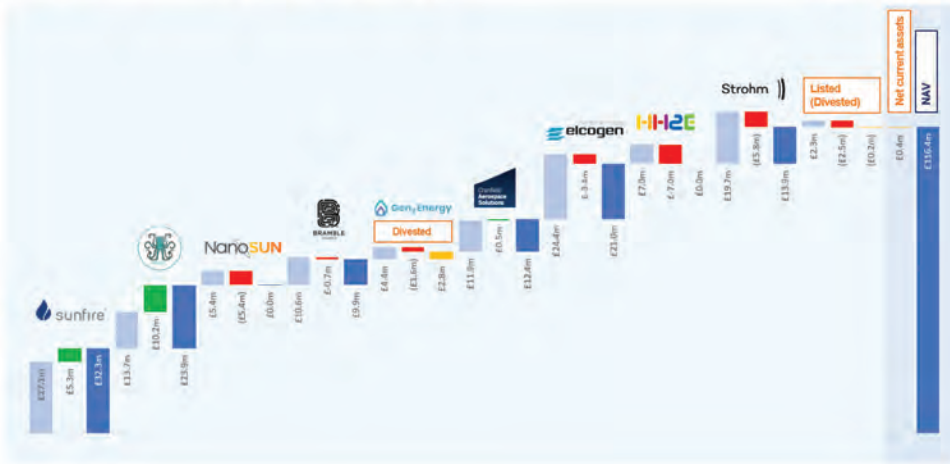 sunfire
£27.1m
£5.3m
£32.3m
£13.7m
£10.2m
£23.9m
NanoSUN
£5.4m
(£5.4m)
£0.0m
BRAMBLE
£10.6m
£-0.7m
£9.9m
Gen2Energy
Divested
£4.4m
(£1.6m)
£2.8m
Cranfield
Aerospace
Solutions
£11.9m
£0.5m
£12.4m
elcogen
£24.4m
£-3.4m
£21.0m
HH2E
£7.0m
£-7.0m
£0.0m
Strohm
£19.7m
(£5.8m)
£13.9m
Listed
(Divested)
£2.3m
(£2.5m)
(£0.2m)
Net current assets
£0.4m
NAV
£116.4m